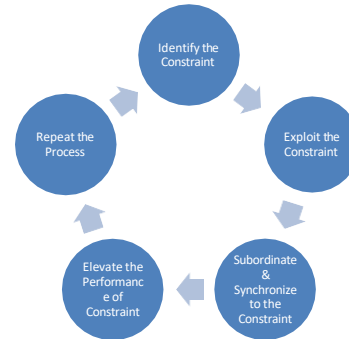 Identify the
Constraint
Exploit the
Constraint
Subordinate
&
Synchronize
to the
Constraint
Elevate the
Performanc
e of
Constraint
Repeat the
Process